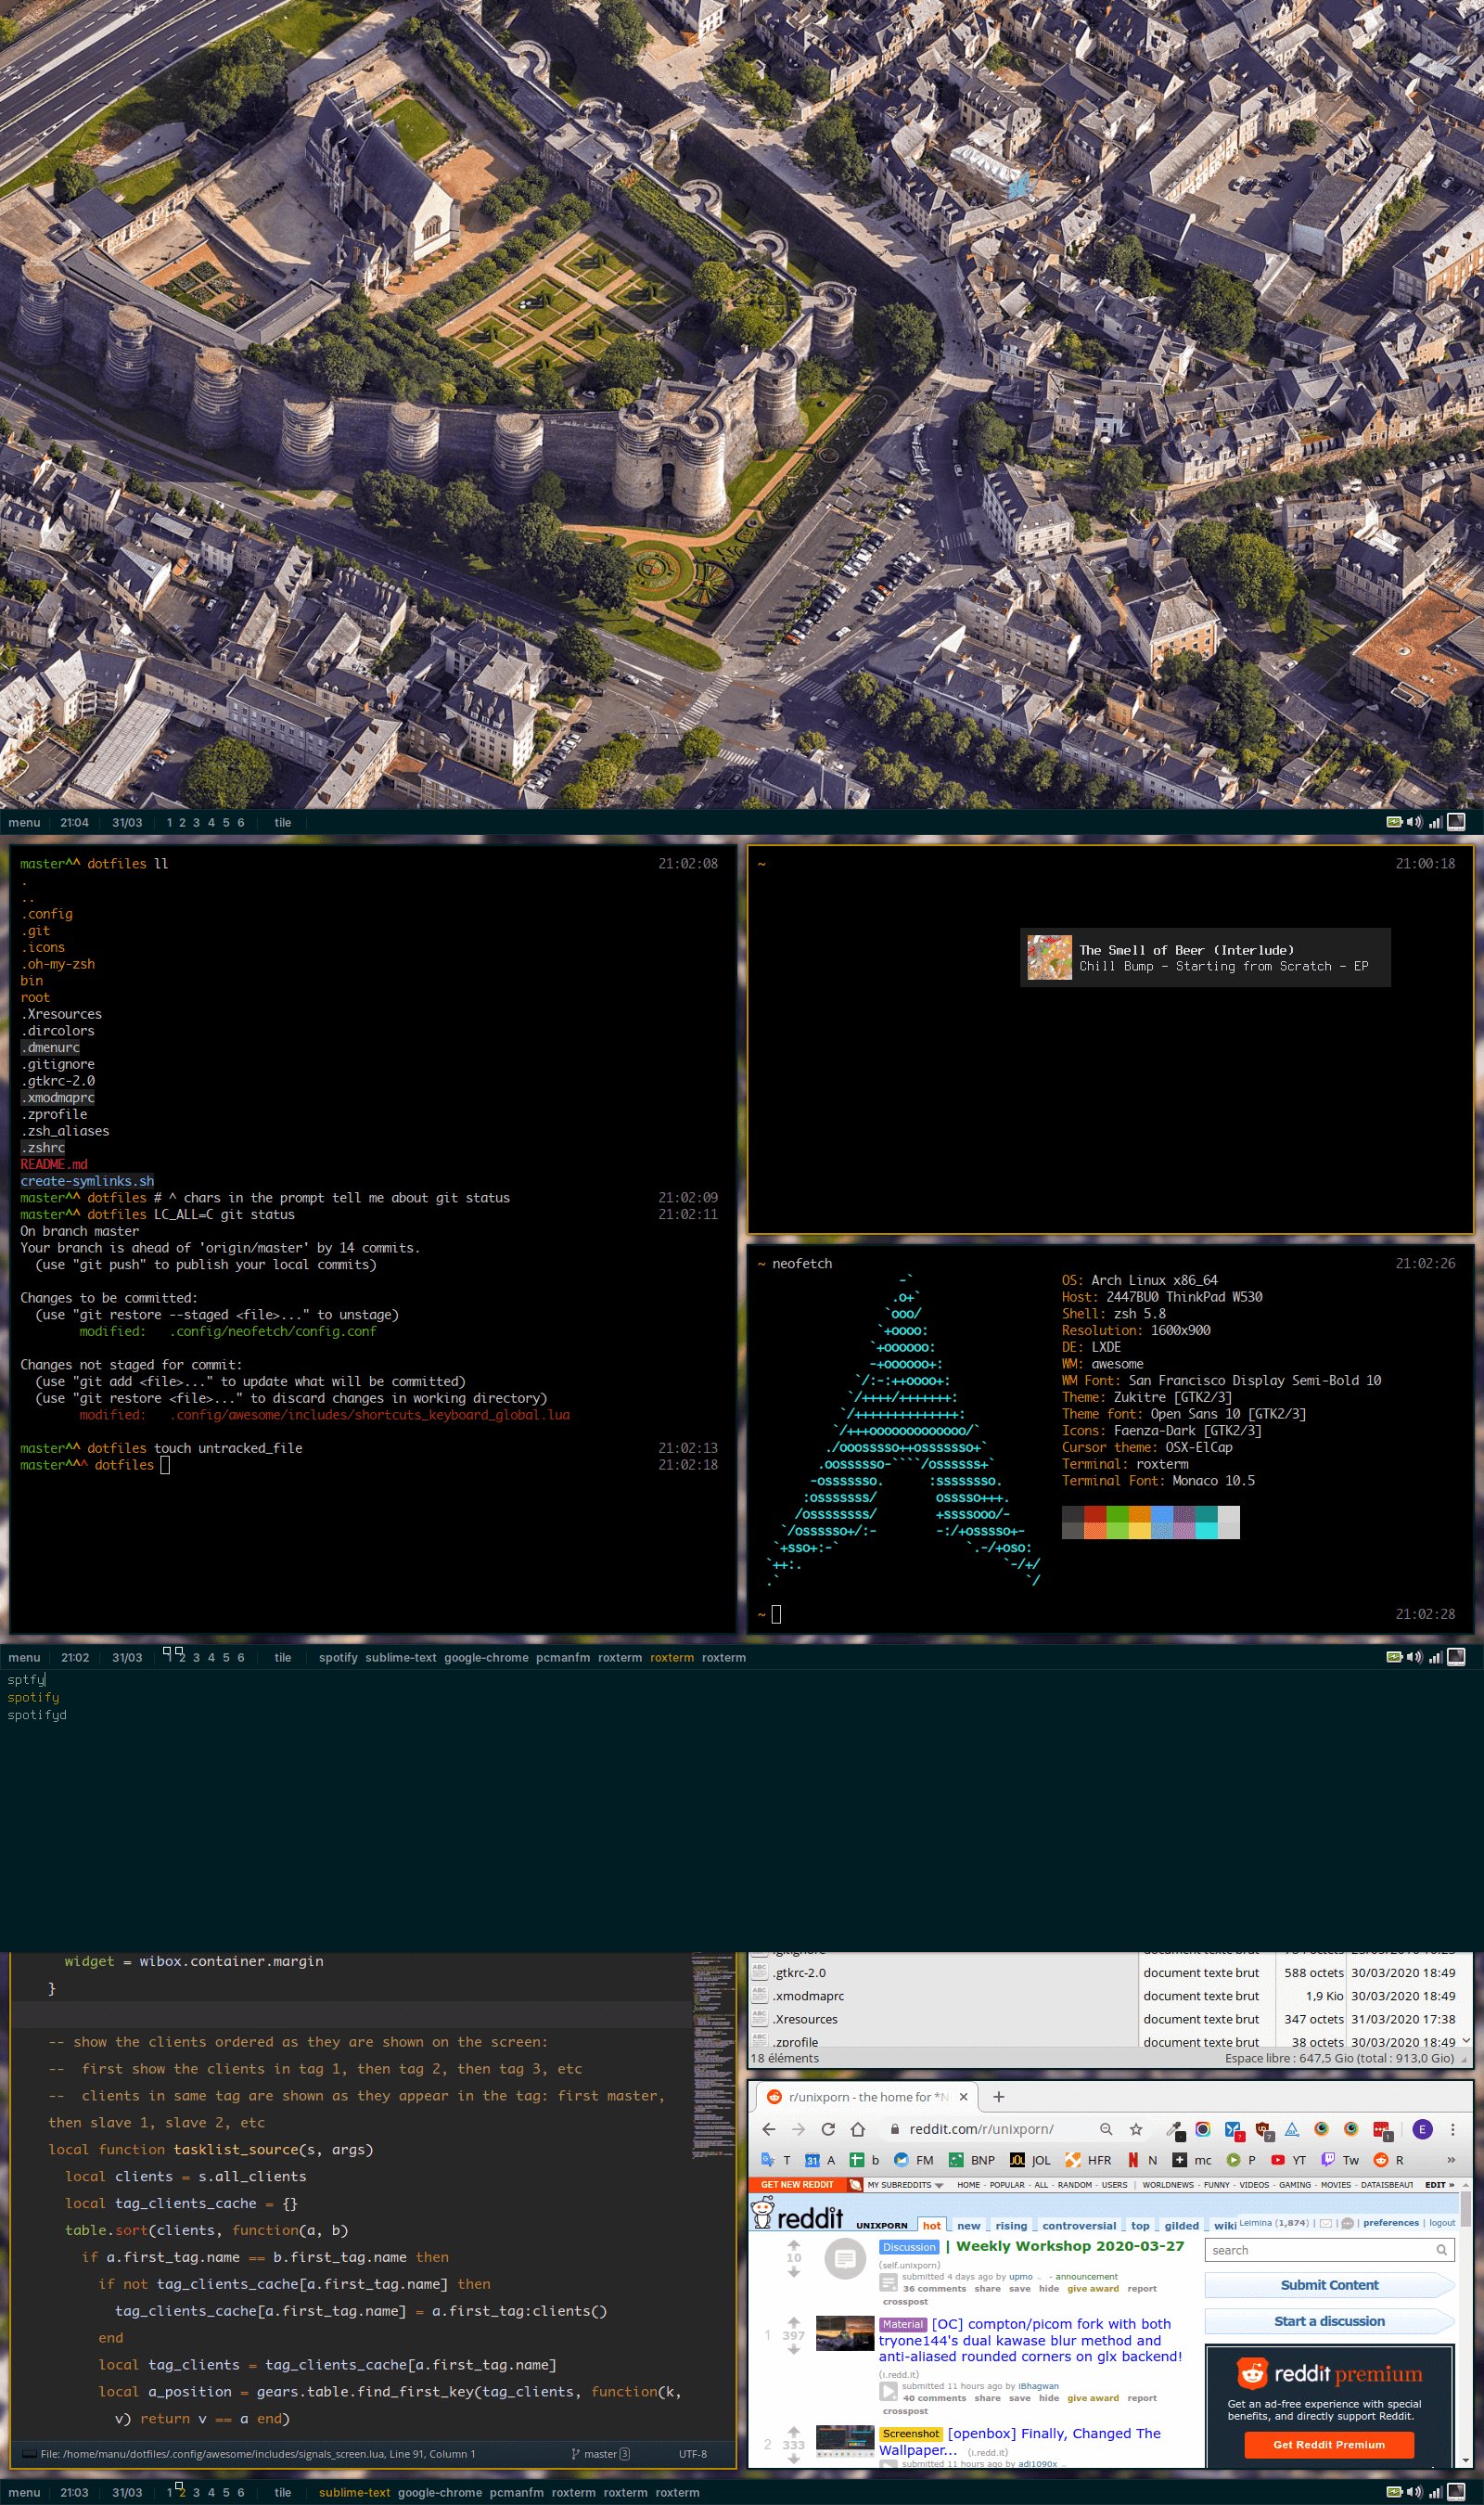 menu 21:04 31/03 1 2 3 4 5 6 tile
master^^ dotfiles ll 21:02:08
.
..
.config
.git
.icons
.oh-my-zsh
bin
root
.Xresources
.dircolors
.dmenurc
.gitignore
.gtkrc-2.0
.xmodmaprc
.zprofile
.zsh_aliases
.zshrc
README.md
create-symlinks.sh
master^^ dotfiles # ^ chars in the prompt tell me about git status 21:02:09
master^^ dotfiles LC_ALL=C git status 21:02:11
On branch master
Your branch is ahead of 'origin/master' by 14 commits.
(use "git push" to publish your local commits)
Changes to be committed:
(use "git restore --staged <file>..." to unstage)
modified: .config/neofetch/config.conf
Changes not staged for commit:
(use "git add <file>..." to update what will be committed)
(use "git restore <file>..." to discard changes in working directory)
modified: .config/awesome/includes/shortcuts_keyboard_global.lua
master^^ dotfiles touch untracked_file 21:02:13
master^^^ dotfiles 21:02:18
~ 21:00:18
The Smell of Beer (Interlude)
Chill Bump - Starting from Scratch - EP
~ neofetch 21:02:26
-`
.o+`
`ooo/
`+oooo:
`+oooooo:
-+oooooo+:
`/:-:++oooo+:
`/++++/+++++++:
`/++++++++++++++:
`/+++ooooooooooooo/`
./ooosssso++osssssso+`
.oossssso-````/ossssss+`
-osssssso. :ssssssso.
:osssssss/ osssso+++.
/ossssssss/ +ssssooo/-
`/ossssso+/:- -:/+osssso+-
`+sso+:-` `.-/+oso:
`++:. `-/+/
.` `/
OS: Arch Linux x86_64
Host: 2447BU0 ThinkPad W530
Shell: zsh 5.8
Resolution: 1600x900
DE: LXDE
WM: awesome
WM Font: San Francisco Display Semi-Bold 10
Theme: Zukitre [GTK2/3]
Theme font: Open Sans 10 [GTK2/3]
Icons: Faenza-Dark [GTK2/3]
Cursor theme: OSX-ElCap
Terminal: roxterm
Terminal Font: Monaco 10.5
~ 21:02:28
menu 21:02 31/03 1 2 3 4 5 6 tile spotify sublime-text google-chrome pcmanfm roxterm roxterm roxterm
sptfy
spotify
spotifyd
widget = wibox.container.margin
}
-- show the clients ordered as they are shown on the screen:
-- first show the clients in tag 1, then tag 2, then tag 3, etc
-- clients in same tag are shown as they appear in the tag: first master,
then slave 1, slave 2, etc
local function tasklist_source(s, args)
local clients = s.all_clients
local tag_clients_cache = {}
table.sort(clients, function(a, b)
if a.first_tag.name == b.first_tag.name then
if not tag_clients_cache[a.first_tag.name] then
tag_clients_cache[a.first_tag.name] = a.first_tag:clients()
end
local tag_clients = tag_clients_cache[a.first_tag.name]
local a_position = gears.table.find_first_key(tag_clients, function(k,
v) return v == a end)
File: /home/manu/dotfiles/.config/awesome/includes/signals_screen.lua, Line 91, Column 1 master 3 UTF-8
.gtkrc-2.0 document texte brut 588 octets 30/03/2020 18:49
.xmodmaprc document texte brut 1,9 Kio 30/03/2020 18:49
.Xresources document texte brut 347 octets 31/03/2020 17:38
.zprofile document texte brut 38 octets 30/03/2020 18:49
18 éléments Espace libre : 647,5 Gio (total : 913,0 Gio)
r/unixporn - the home for *N
reddit.com/r/unixporn/ E
T 31 A b FM BNP JOL JOL HFR N N mc P YT Tw R »
GET NEW REDDIT MY SUBREDDITS HOME - POPULAR - ALL - RANDOM - USERS | WORLDNEWS - FUNNY - VIDEOS - GAMING - MOVIES - DATAISBEAUT EDIT »
reddit UNIXPORN hot new rising controversial top gilded wiki Leimina (1,874) | preferences | logout
10
Discussion | Weekly Workshop 2020-03-27
(self.unixporn)
submitted 4 days ago by upmo - announcement
36 comments share save hide give award report
crosspost
1 397
Material [OC] compton/picom fork with both
tryone144's dual kawase blur method and
anti-aliased rounded corners on glx backend!
(i.redd.it)
submitted 11 hours ago by iBhagwan
40 comments share save hide give award report
crosspost
2 333
Screenshot [openbox] Finally, Changed The
Wallpaper... (i.redd.it)
submitted 11 hours ago by adi1090x
search
Submit Content
Start a discussion
reddit premium
Get an ad-free experience with special
benefits, and directly support Reddit.
Get Reddit Premium
menu 21:03 31/03 1 2 3 4 5 6 tile sublime-text google-chrome pcmanfm roxterm roxterm roxterm